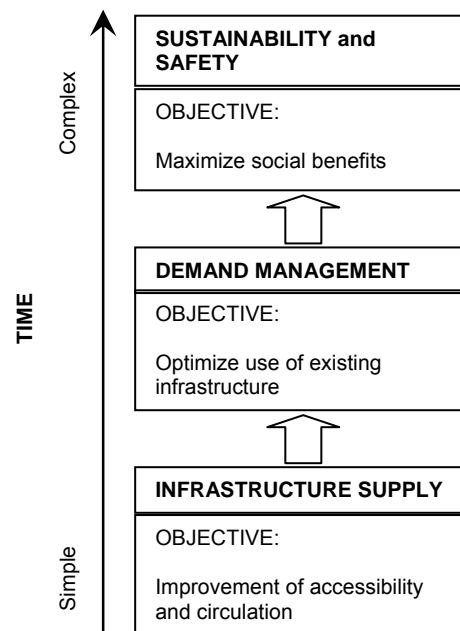 SUSTAINABILITY and
SAFETY
OBJECTIVE:
Maximize social benefits
DEMAND MANAGEMENT
OBJECTIVE:
Optimize use of existing
infrastructure
INFRASTRUCTURE SUPPLY
OBJECTIVE:
Improvement of accessibility
and circulation
Complex
TIME
Simple